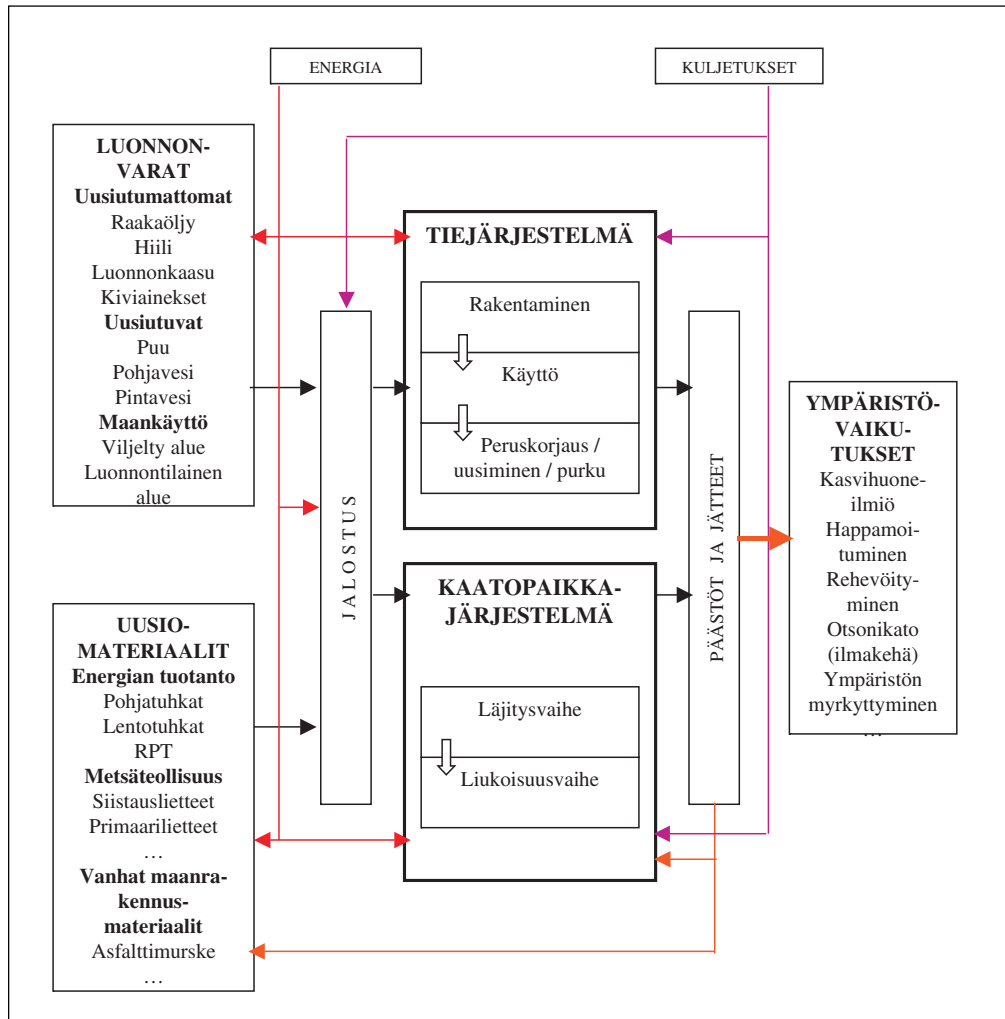 ENERGIA
KULJETUKSET
LUONNON-
VARAT
Uusiutumattomat
Raakaöljy
Hiili
Luonnonkaasu
Kiviainekset
Uusiutuvat
Puu
Pohjavesi
Pintavesi
Maankäyttö
Viljelty alue
Luonnontilainen
alue
UUSIO-
MATERIAALIT
Energian tuotanto
Pohjatuhkat
Lentotuhkat
RPT
Metsäteollisuus
Siistauslietteet
Primaarilietteet
…
Vanhat maanra-
kennus-
materiaalit
Asfalttimurske
…
JALOSTUS
TIEJÄRJESTELMÄ
Rakentaminen
Käyttö
Peruskorjaus /
uusiminen / purku
KAATOPAIKKA-
JÄRJESTELMÄ
Läjitysvaihe
Liukoisuusvaihe
PÄÄSTÖT JA JÄTTEET
YMPÄRISTÖ-
VAIKU-
TUKSET
Kasvihuone-
ilmiö
Happamoi-
tuminen
Rehevöity-
minen
Otsonikato
(ilmakehä)
Ympäristön
myrkyttyminen
…